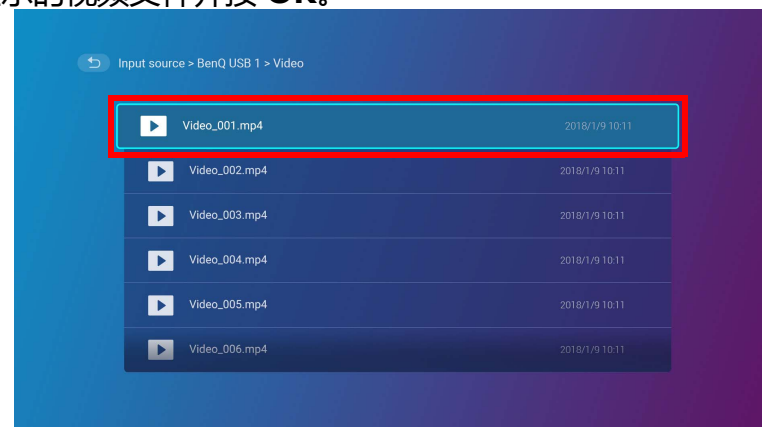 示的视频文件并按 OK。
Input source > BenQ USB 1 > Video
Video_001.mp4 2018/1/9 10:11
Video_002.mp4 2018/1/9 10:11
Video_003.mp4 2018/1/9 10:11
Video_004.mp4 2018/1/9 10:11
Video_005.mp4 2018/1/9 10:11
Video_006.mp4 2018/1/9 10:11